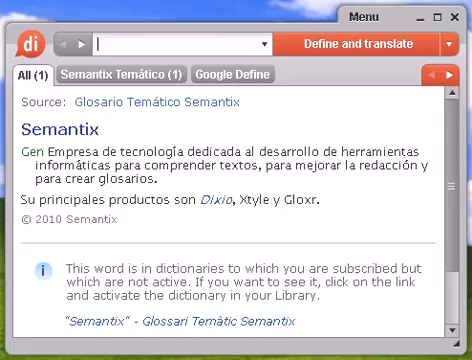 Menu
di
Define and translate
All (1) Semantix Temático (1) Google Define
Source: Glosario Temático Semantix
Semantix
Gen Empresa de tecnología dedicada al desarrollo de herramientas
informáticas para comprender textos, para mejorar la redacción y
para crear glosarios.
Su principales productos son Dixio, Xtyle y Gloxr.
© 2010 Semantix
i This word is in dictionaries to which you are subscribed but
which are not active. If you want to see it, click on the link
and activate the dictionary in your Library.
"Semantix" - Glossari Temàtic Semantix